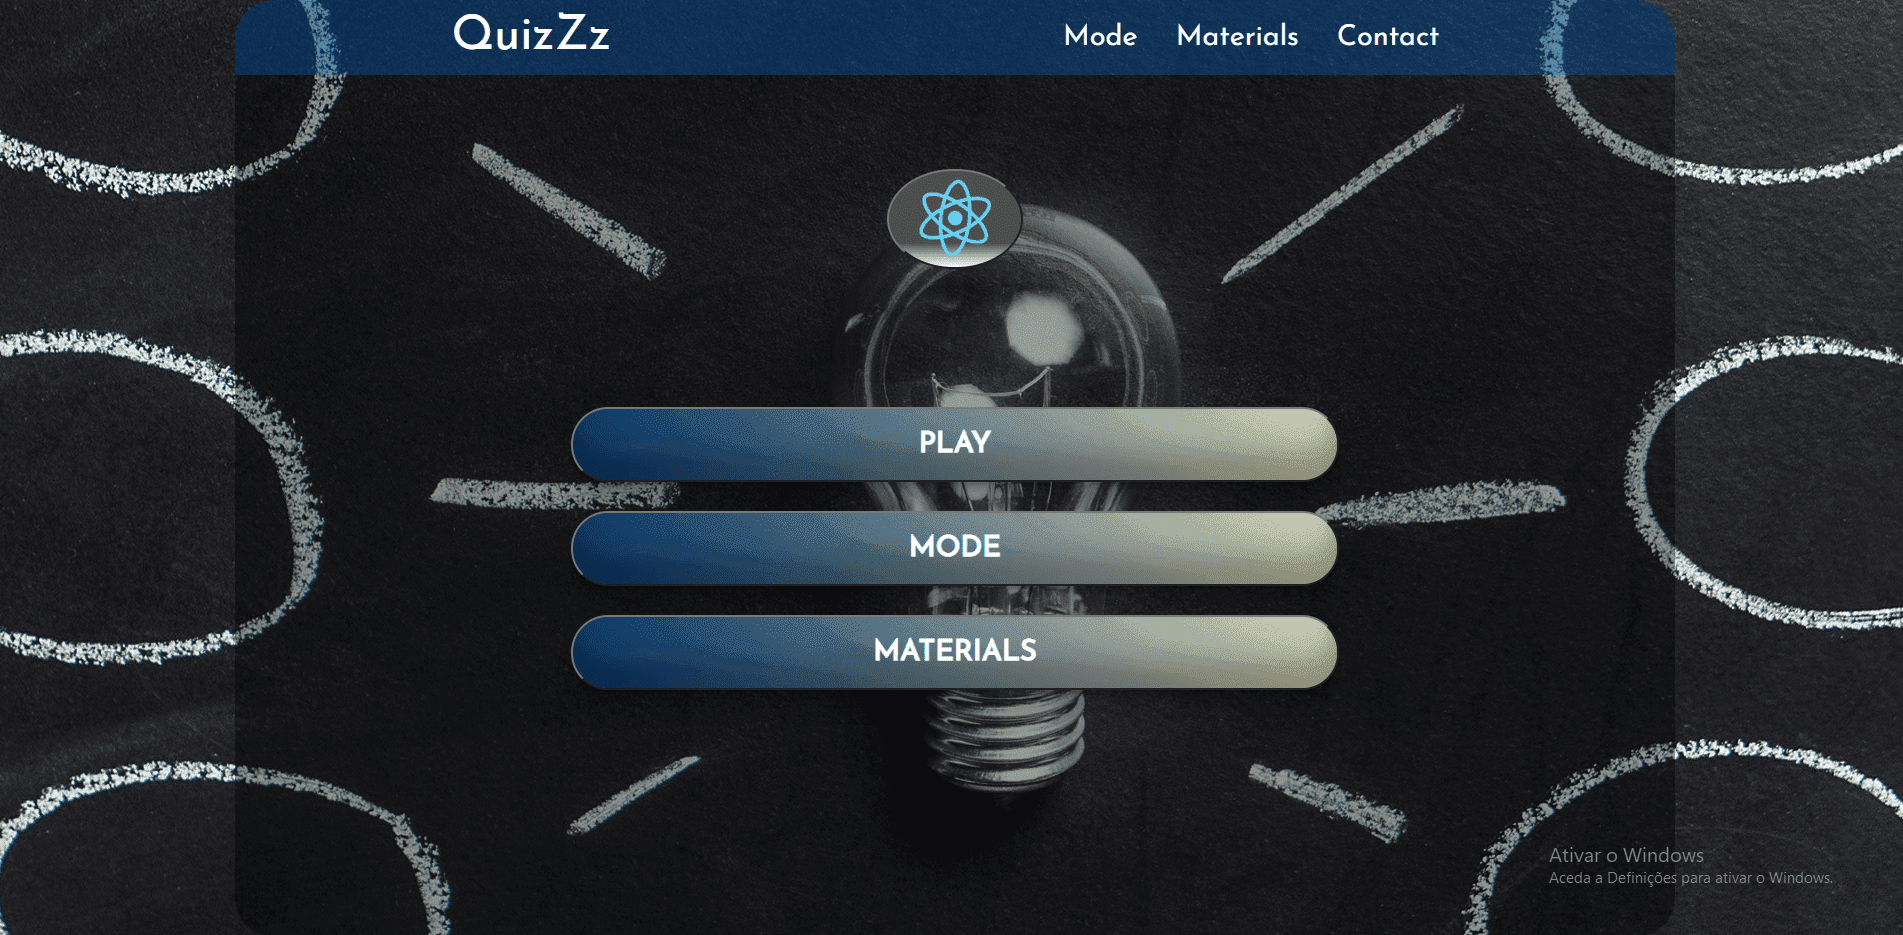 QuizZz
Mode Materials Contact
PLAY
MODE
MATERIALS
Ativar o Windows
Aceda a Definições para ativar o Windows.